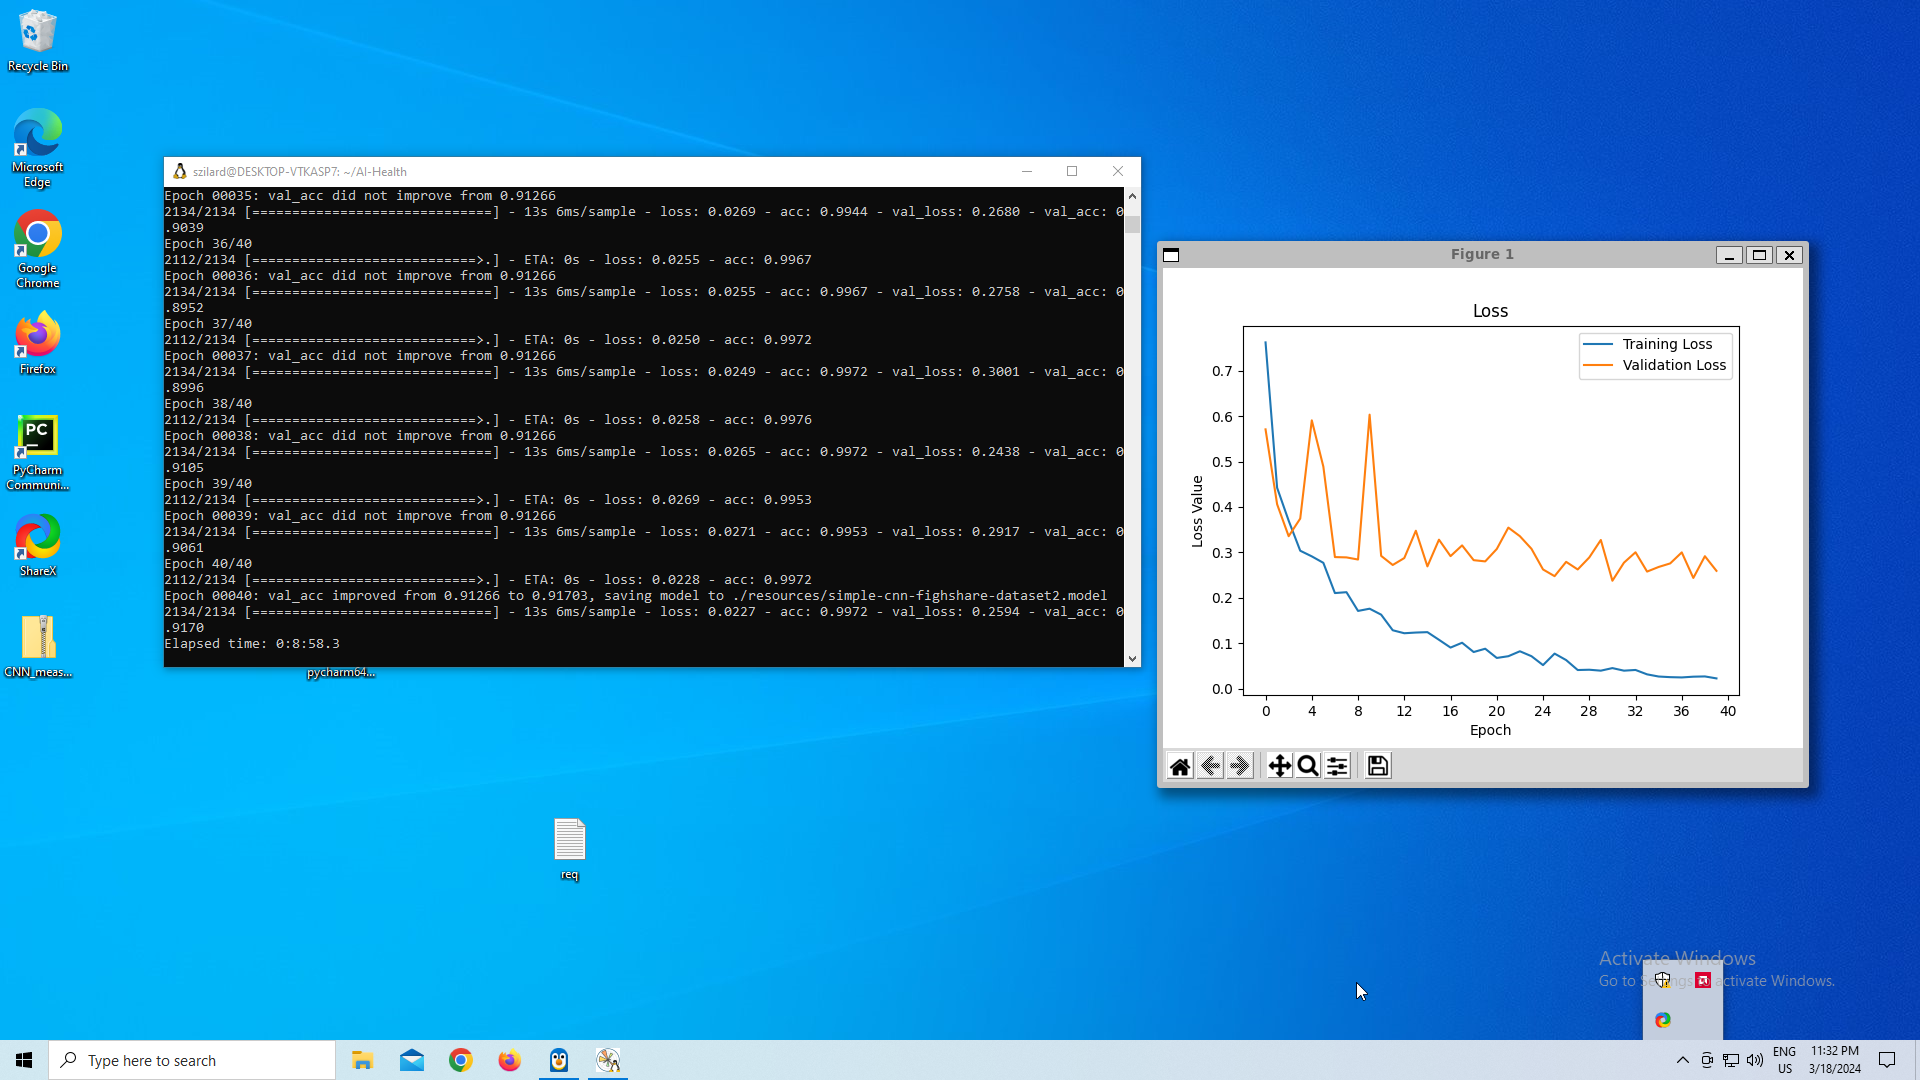 Recycle Bin
Microsoft
Edge
Google
Chrome
Firefox
PC
PyCharm
Communi...
ShareX
CNN_meas...
szilard@DESKTOP-VTKASP7: ~/AI-Health
Epoch 00035: val_acc did not improve from 0.91266
2134/2134 [==============================] - 13s 6ms/sample - loss: 0.0269 - acc: 0.9944 - val_loss: 0.2680 - val_acc: 0
.9039
Epoch 36/40
2112/2134 [============================>.] - ETA: 0s - loss: 0.0255 - acc: 0.9967
Epoch 00036: val_acc did not improve from 0.91266
2134/2134 [==============================] - 13s 6ms/sample - loss: 0.0255 - acc: 0.9967 - val_loss: 0.2758 - val_acc: 0
.8952
Epoch 37/40
2112/2134 [============================>.] - ETA: 0s - loss: 0.0250 - acc: 0.9972
Epoch 00037: val_acc did not improve from 0.91266
2134/2134 [==============================] - 13s 6ms/sample - loss: 0.0249 - acc: 0.9972 - val_loss: 0.3001 - val_acc: 0
.8996
Epoch 38/40
2112/2134 [============================>.] - ETA: 0s - loss: 0.0258 - acc: 0.9976
Epoch 00038: val_acc did not improve from 0.91266
2134/2134 [==============================] - 13s 6ms/sample - loss: 0.0265 - acc: 0.9972 - val_loss: 0.2438 - val_acc: 0
.9105
Epoch 39/40
2112/2134 [============================>.] - ETA: 0s - loss: 0.0269 - acc: 0.9953
Epoch 00039: val_acc did not improve from 0.91266
2134/2134 [==============================] - 13s 6ms/sample - loss: 0.0271 - acc: 0.9953 - val_loss: 0.2917 - val_acc: 0
.9061
Epoch 40/40
2112/2134 [============================>.] - ETA: 0s - loss: 0.0228 - acc: 0.9972
Epoch 00040: val_acc improved from 0.91266 to 0.91703, saving model to ./resources/simple-cnn-fighshare-dataset2.model
2134/2134 [==============================] - 13s 6ms/sample - loss: 0.0227 - acc: 0.9972 - val_loss: 0.2594 - val_acc: 0
.9170
Elapsed time: 0:8:58.3
pycharm64...
req
Figure 1
Loss
Training Loss
Validation Loss
0.7
0.6
0.5
0.4
0.3
0.2
0.1
0.0
Loss Value
0 4 8 12 16 20 24 28 32 36 40
Epoch
Activate Windows
Go to Settings to activate Windows.
Type here to search
ENG
US
11:32 PM
3/18/2024